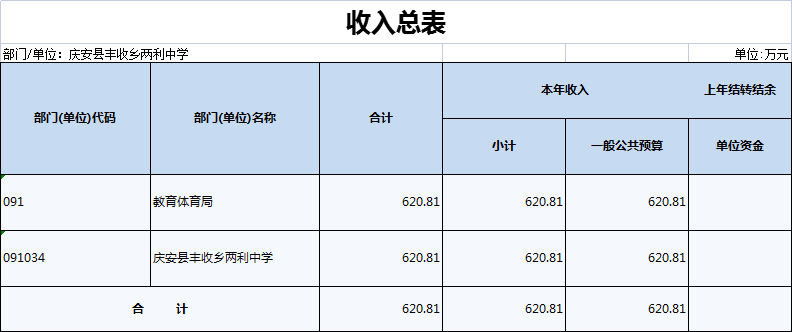 收入总表
部门/单位：庆安县丰收乡两利中学 单位:万元
部门(单位)代码 部门(单位)名称 合计 本年收入 上年结转结余
小计 一般公共预算 单位资金
091 教育体育局 620.81 620.81 620.81
091034 庆安县丰收乡两利中学 620.81 620.81 620.81
合 计 620.81 620.81 620.81